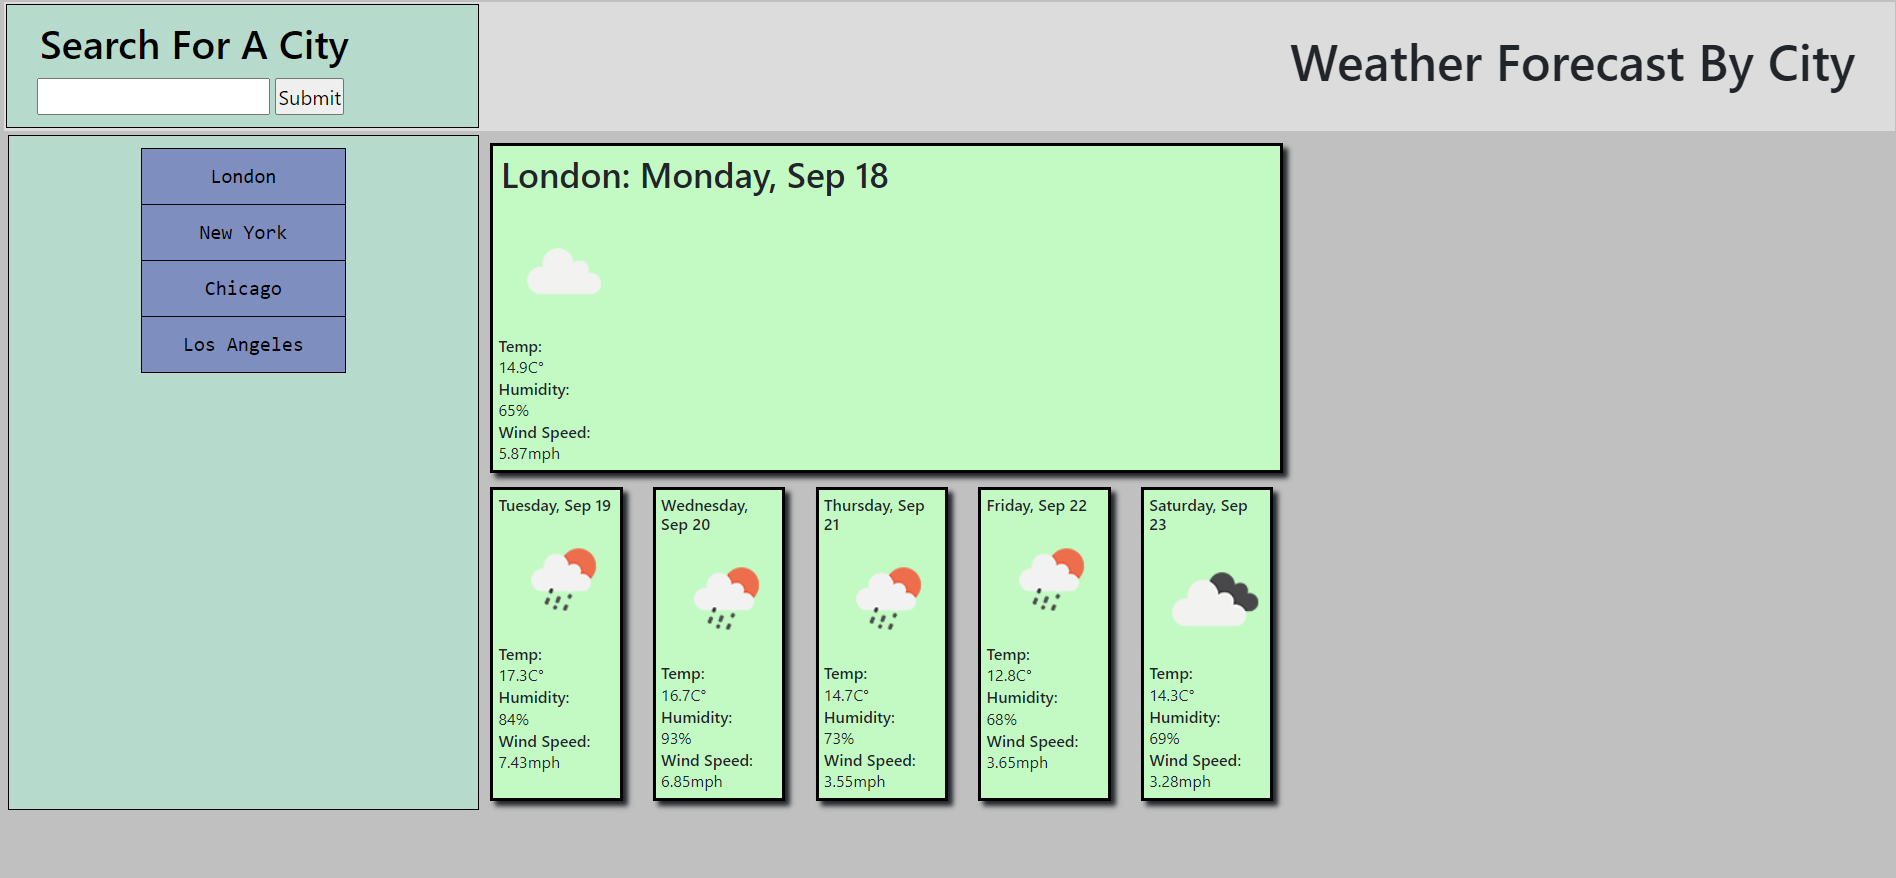 Search For A City
Submit
Weather Forecast By City
London
New York
Chicago
Los Angeles
London: Monday, Sep 18
Temp:
14.9C°
Humidity:
65%
Wind Speed:
5.87mph
Tuesday, Sep 19
Temp:
17.3C°
Humidity:
84%
Wind Speed:
7.43mph
Wednesday,
Sep 20
Temp:
16.7C°
Humidity:
93%
Wind Speed:
6.85mph
Thursday, Sep
21
Temp:
14.7C°
Humidity:
73%
Wind Speed:
3.55mph
Friday, Sep 22
Temp:
12.8C°
Humidity:
68%
Wind Speed:
3.65mph
Saturday, Sep
23
Temp:
14.3C°
Humidity:
69%
Wind Speed:
3.28mph